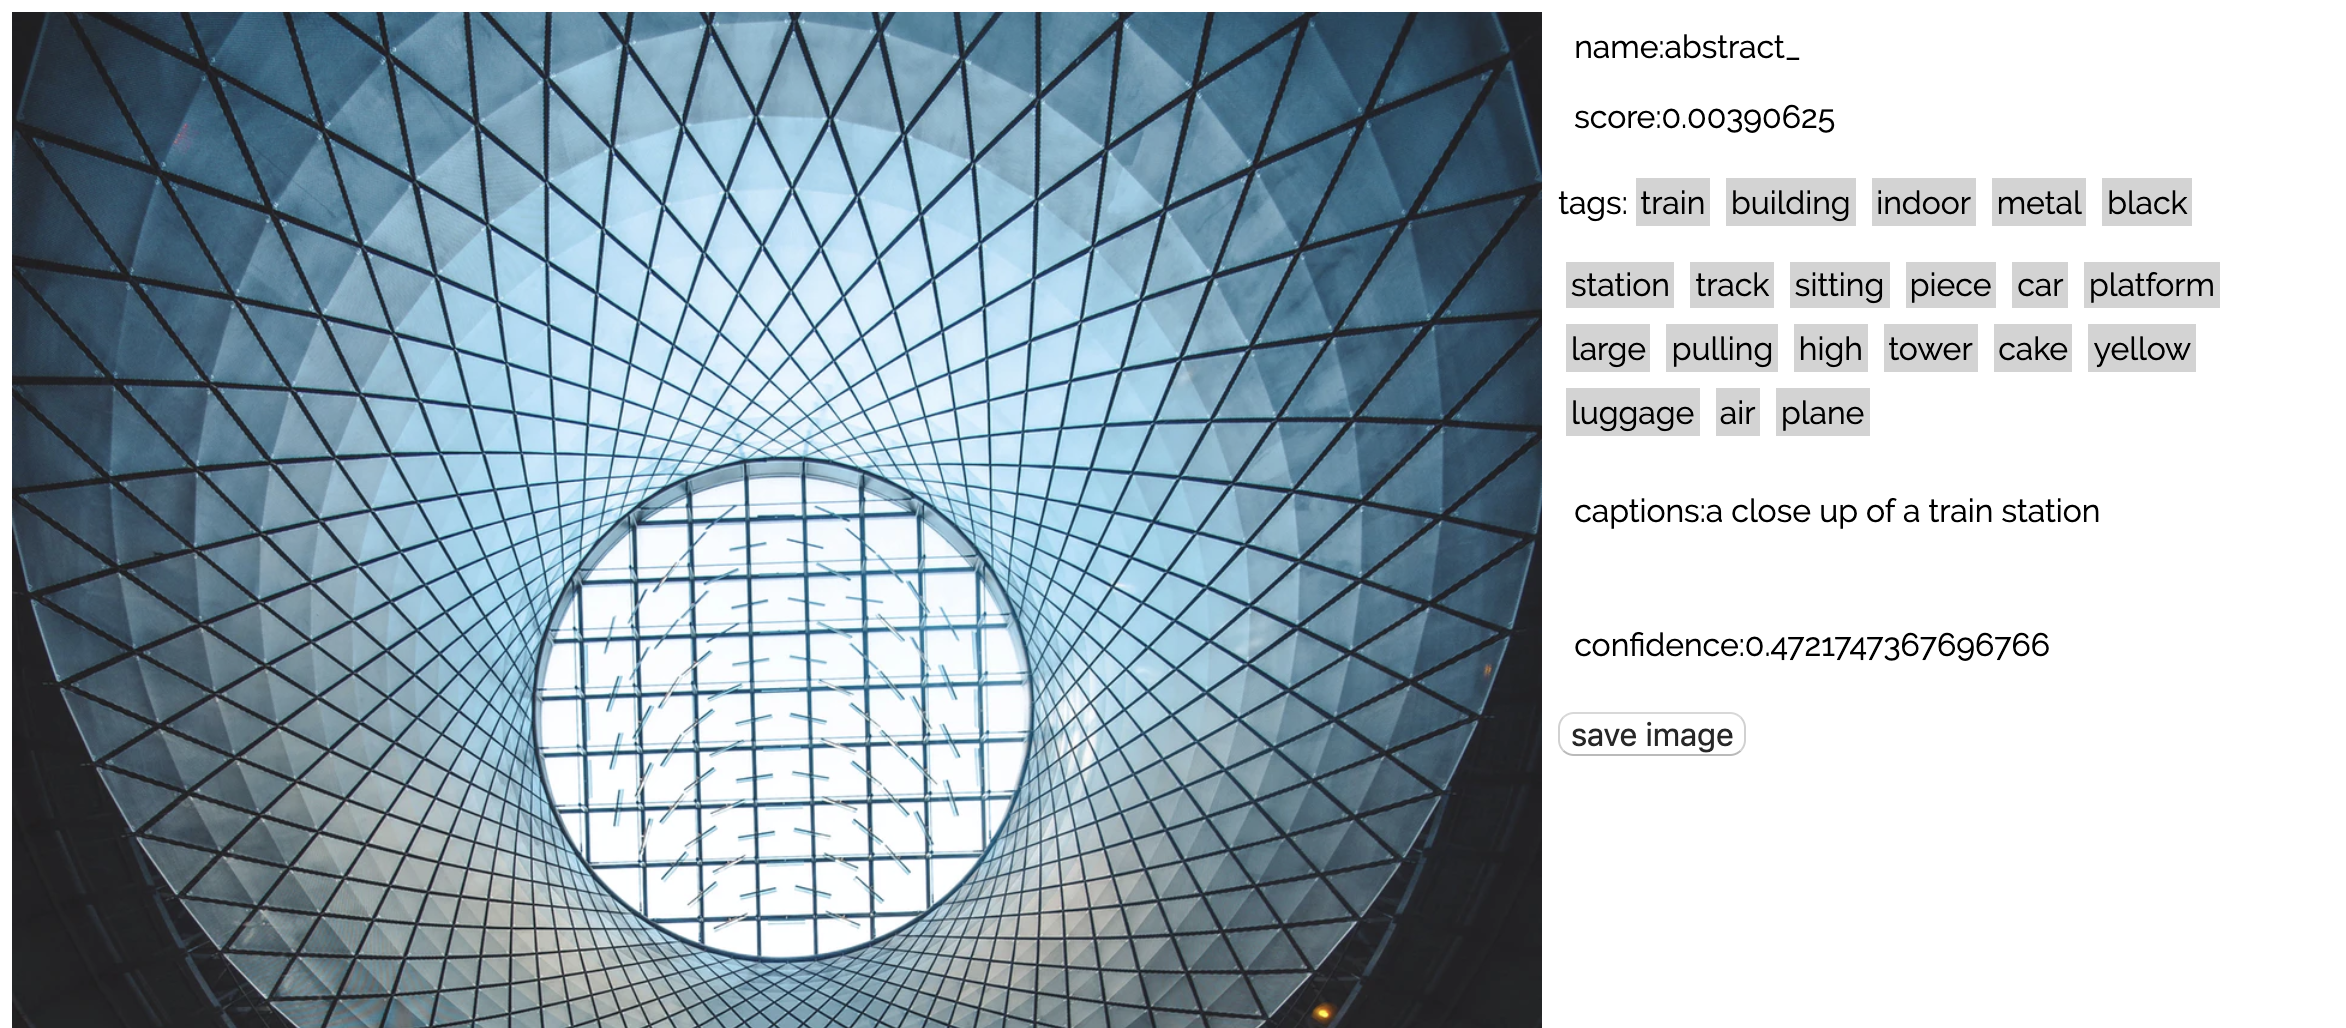 name:abstract_
score:0.00390625
tags: train building indoor metal black
station track sitting piece car platform
large pulling high tower cake yellow
luggage air plane
captions:a close up of a train station
confidence:0.4721747367696766
save image